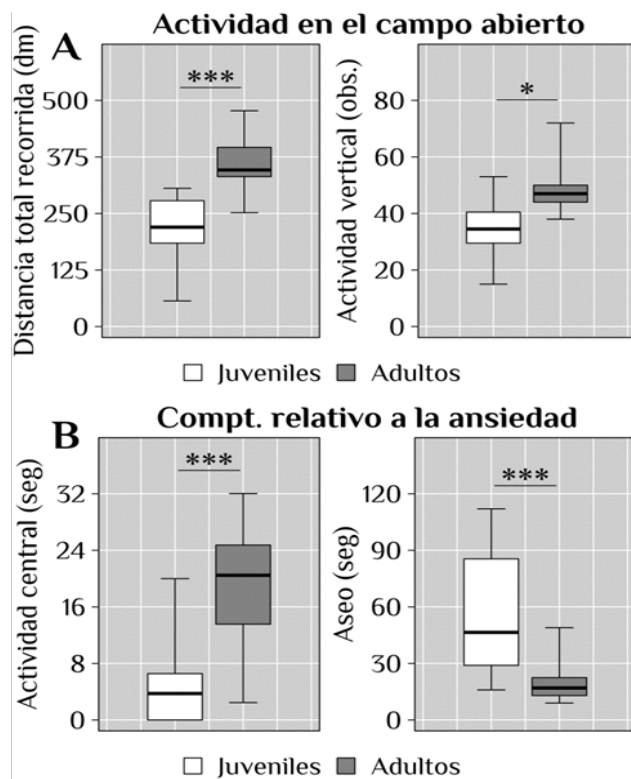 A
Actividad en el campo abierto
Distancia total recorrida (dm)
500
375
250
125
0
***
Actividad vertical (obs.)
80
60
40
20
0
*
Juveniles Adultos
B
Compt. relativo a la ansiedad
Actividad central (seg)
32
24
16
8
0
***
Aseo (seg)
120
90
60
30
0
***
Juveniles Adultos